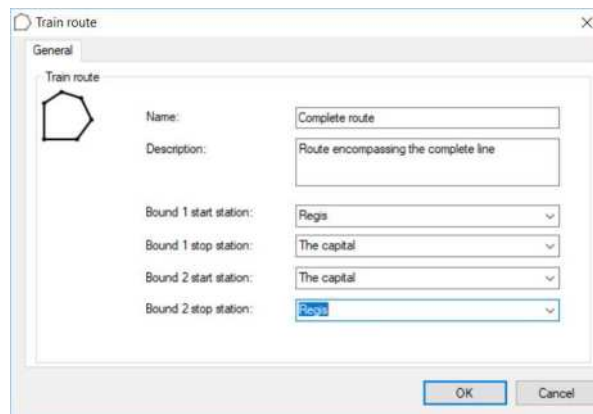 Train route
General
Train route
Name: Complete route
Description: Route encompassing the complete line
Bound 1 start station: Regis
Bound 1 stop station: The capital
Bound 2 start station: The capital
Bound 2 stop station: Regis
OK Cancel